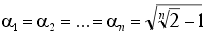 α₁ = α₂ = ... = αₙ = √(ⁿ√2 − 1)